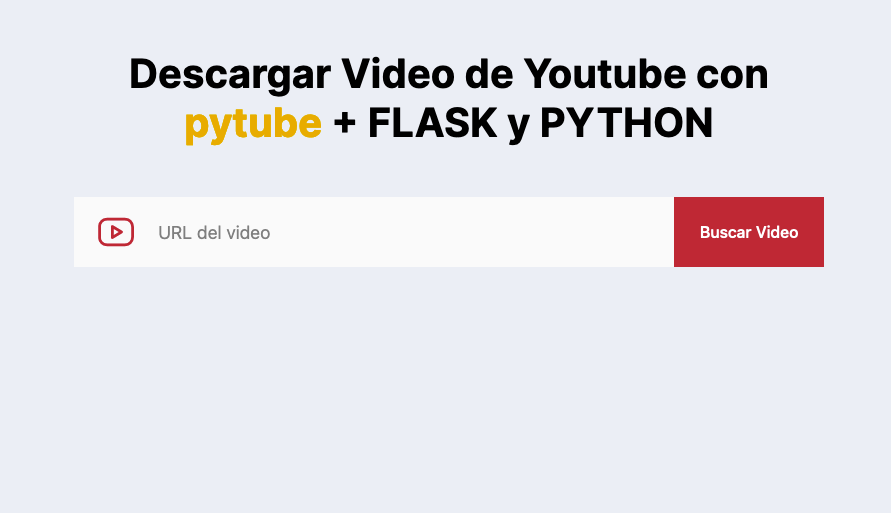 Descargar Video de Youtube con
pytube + FLASK y PYTHON
URL del video
Buscar Video